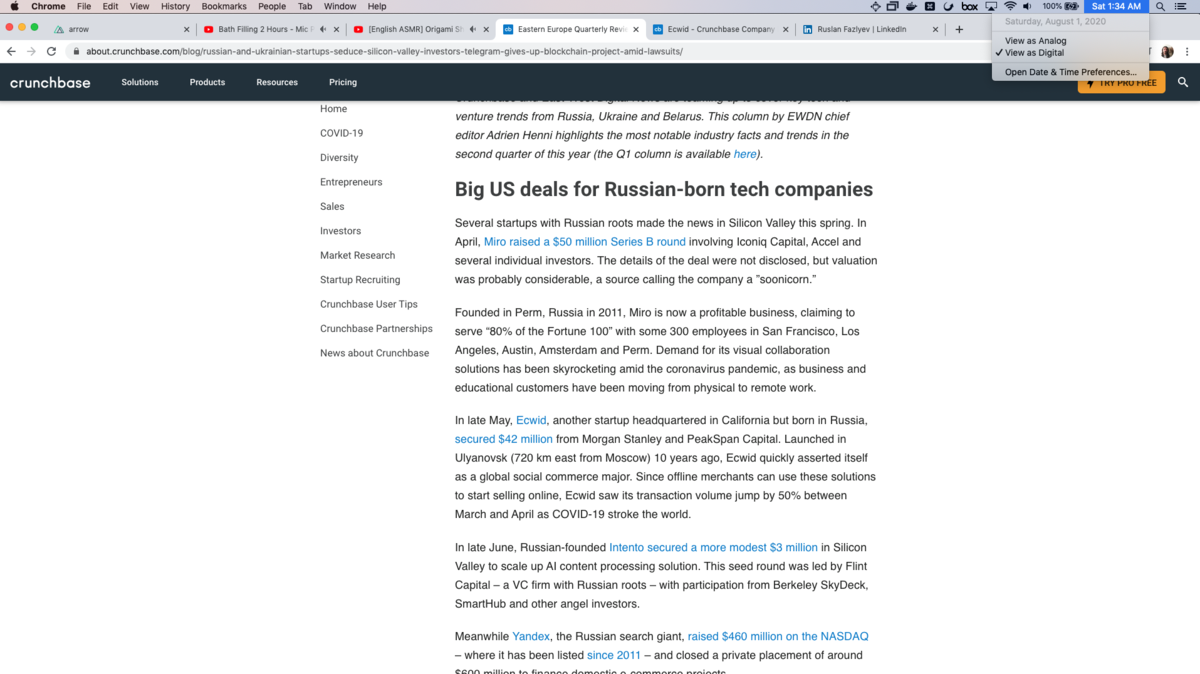 Chrome File Edit View History Bookmarks People Tab Window Help
box 100% Sat 1:34 AM
Saturday, August 1, 2020
View as Analog
✓ View as Digital
Open Date & Time Preferences...
arrow
Bath Filling 2 Hours - Mic
[English ASMR] Origami
Eastern Europe Quarterly Revi
Ecwid - Crunchbase Company
Ruslan Fazlyev | LinkedIn
about.crunchbase.com/blog/russian-and-ukrainian-startups-seduce-silicon-valley-investors-telegram-gives-up-blockchain-project-amid-lawsuits/
crunchbase Solutions Products Resources Pricing
TRY PRO FREE
Home
COVID-19
Diversity
Entrepreneurs
Sales
Investors
Market Research
Startup Recruiting
Crunchbase User Tips
Crunchbase Partnerships
News about Crunchbase
venture trends from Russia, Ukraine and Belarus. This column by EWDN chief
editor Adrien Henni highlights the most notable industry facts and trends in the
second quarter of this year (the Q1 column is available here).
Big US deals for Russian-born tech companies
Several startups with Russian roots made the news in Silicon Valley this spring. In
April, Miro raised a $50 million Series B round involving Iconiq Capital, Accel and
several individual investors. The details of the deal were not disclosed, but valuation
was probably considerable, a source calling the company a ”soonicorn.”
Founded in Perm, Russia in 2011, Miro is now a profitable business, claiming to
serve “80% of the Fortune 100” with some 300 employees in San Francisco, Los
Angeles, Austin, Amsterdam and Perm. Demand for its visual collaboration
solutions has been skyrocketing amid the coronavirus pandemic, as business and
educational customers have been moving from physical to remote work.
In late May, Ecwid, another startup headquartered in California but born in Russia,
secured $42 million from Morgan Stanley and PeakSpan Capital. Launched in
Ulyanovsk (720 km east from Moscow) 10 years ago, Ecwid quickly asserted itself
as a global social commerce major. Since offline merchants can use these solutions
to start selling online, Ecwid saw its transaction volume jump by 50% between
March and April as COVID-19 stroke the world.
In late June, Russian-founded Intento secured a more modest $3 million in Silicon
Valley to scale up AI content processing solution. This seed round was led by Flint
Capital – a VC firm with Russian roots – with participation from Berkeley SkyDeck,
SmartHub and other angel investors.
Meanwhile Yandex, the Russian search giant, raised $460 million on the NASDAQ
– where it has been listed since 2011 – and closed a private placement of around
$600 million to finance domestic e-commerce projects.